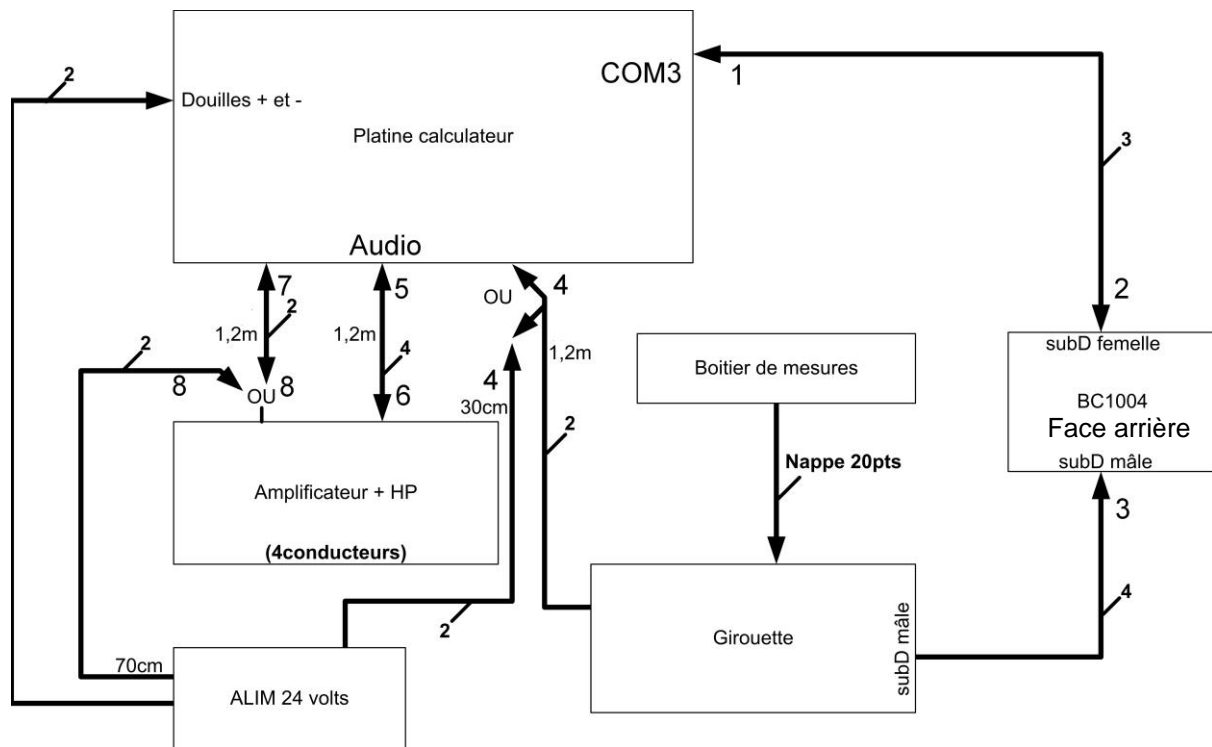 2
Douilles + et -
COM3
1
Platine calculateur
3
Audio
7
5
4
OU
2
1,2m
2
1,2m
4
1,2m
2
8
OU
8
6
4
30cm
2
Boitier de mesures
2
subD femelle
BC1004
Face arrière
subD mâle
Nappe 20pts
3
Amplificateur + HP
(4conducteurs)
2
Girouette
subD mâle
4
70cm
ALIM 24 volts